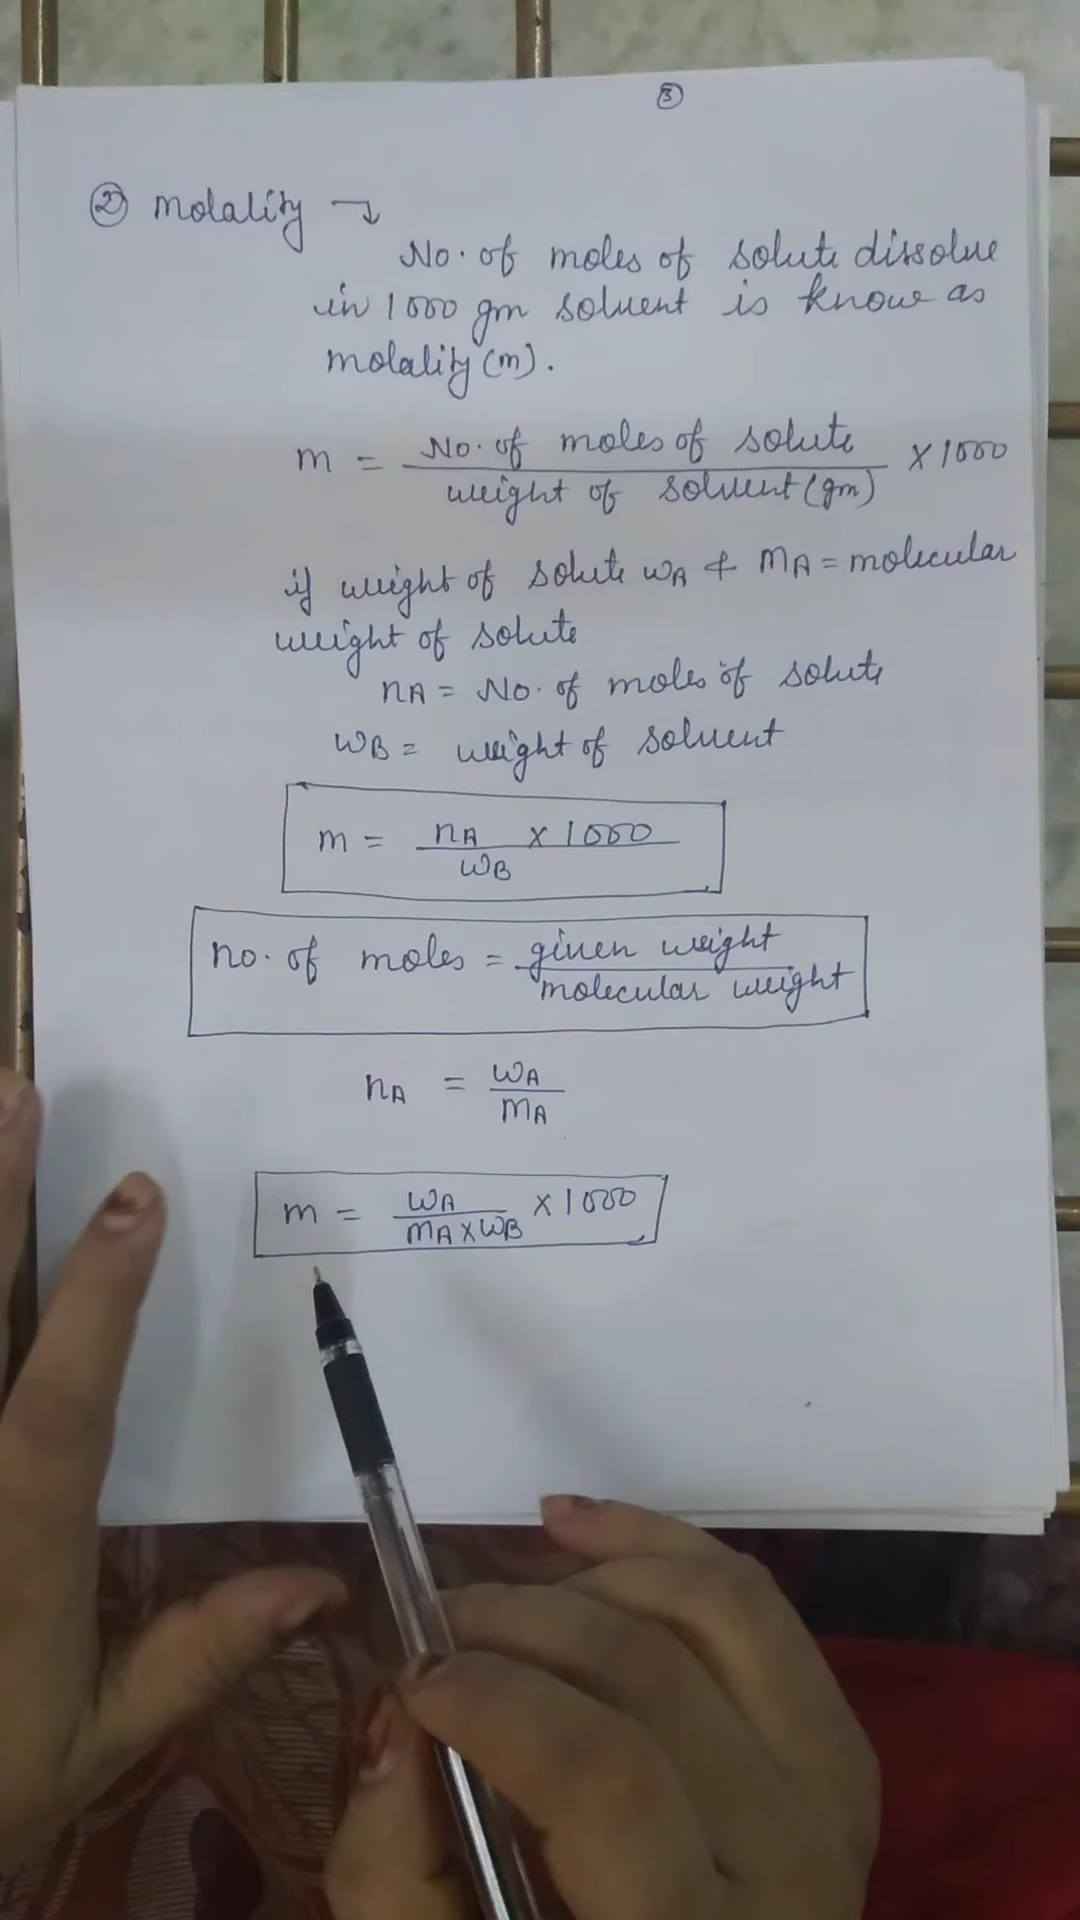 3
② Molality →
No. of moles of solute dissolve
in 1000 gm solvent is know as
molality (m).
m = No. of moles of solute / weight of solvent (gm) × 1000
if weight of solute wA & MA = molecular
weight of solute
nA = No. of moles of solute
wB = weight of solvent
m = nA × 1000 / wB
no. of moles = given weight / molecular weight
nA = wA / MA
m = wA / MA × wB × 1000